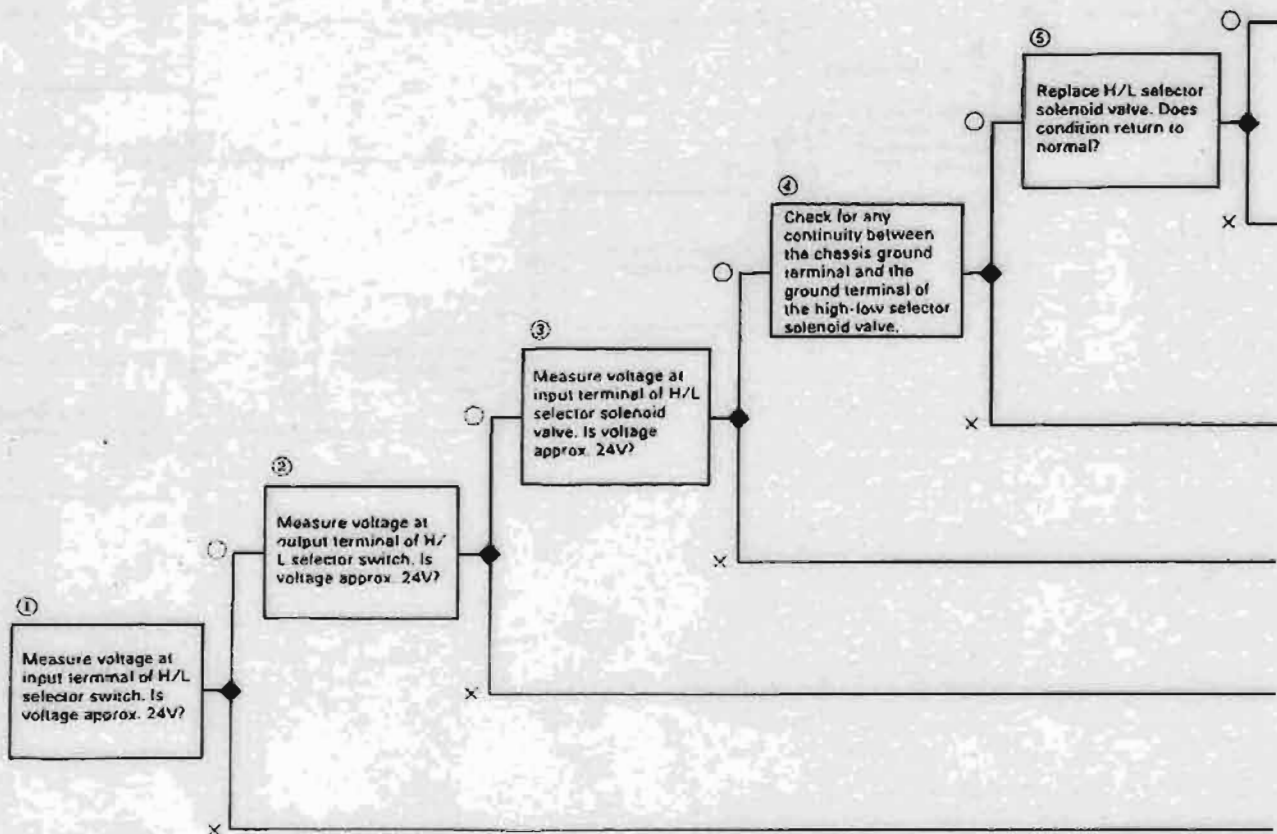 ⑤
Replace H/L selector
solenoid valve. Does
condition return to
normal?
④
Check for any
continuity between
the chassis ground
terminal and the
ground terminal of
the high-low selector
solenoid valve.
③
Measure voltage at
input terminal of H/L
selector solenoid
valve. Is voltage
approx. 24V?
②
Measure voltage at
output terminal of H/
L selector switch. Is
voltage approx. 24V?
①
Measure voltage at
input terminal of H/L
selector switch. Is
voltage approx. 24V?